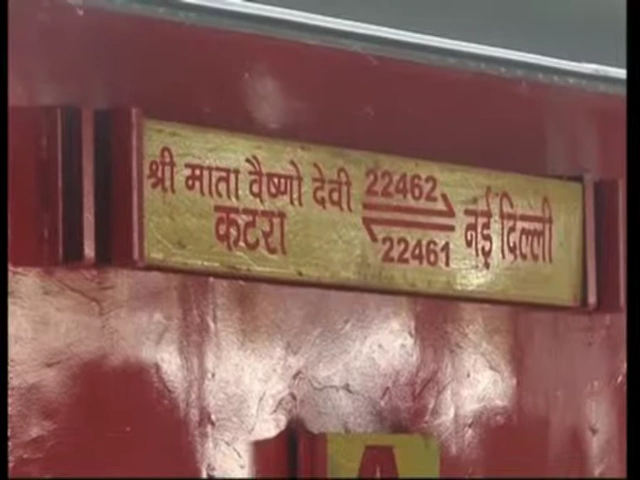 श्री माता वैष्णो देवी
कटरा
22462
22461
नई दिल्ली
A